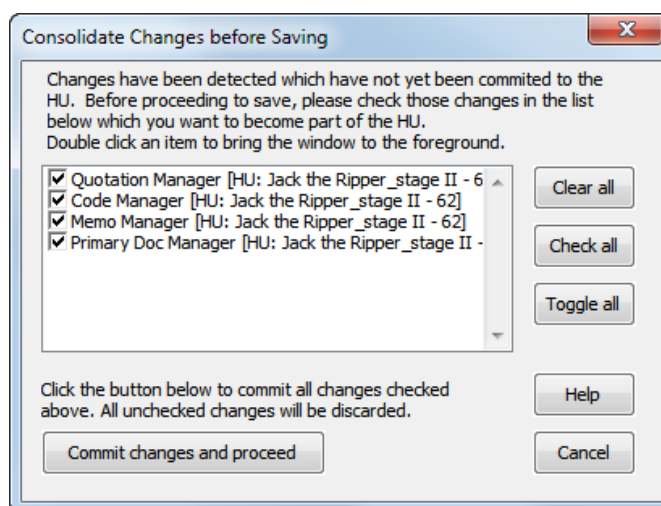 Consolidate Changes before Saving
Changes have been detected which have not yet been commited to the
HU. Before proceeding to save, please check those changes in the list
below which you want to become part of the HU.
Double click an item to bring the window to the foreground.
Quotation Manager [HU: Jack the Ripper_stage II - 6
Code Manager [HU: Jack the Ripper_stage II - 62]
Memo Manager [HU: Jack the Ripper_stage II - 62]
Primary Doc Manager [HU: Jack the Ripper_stage II -
Clear all
Check all
Toggle all
Click the button below to commit all changes checked
above. All unchecked changes will be discarded.
Help
Commit changes and proceed
Cancel